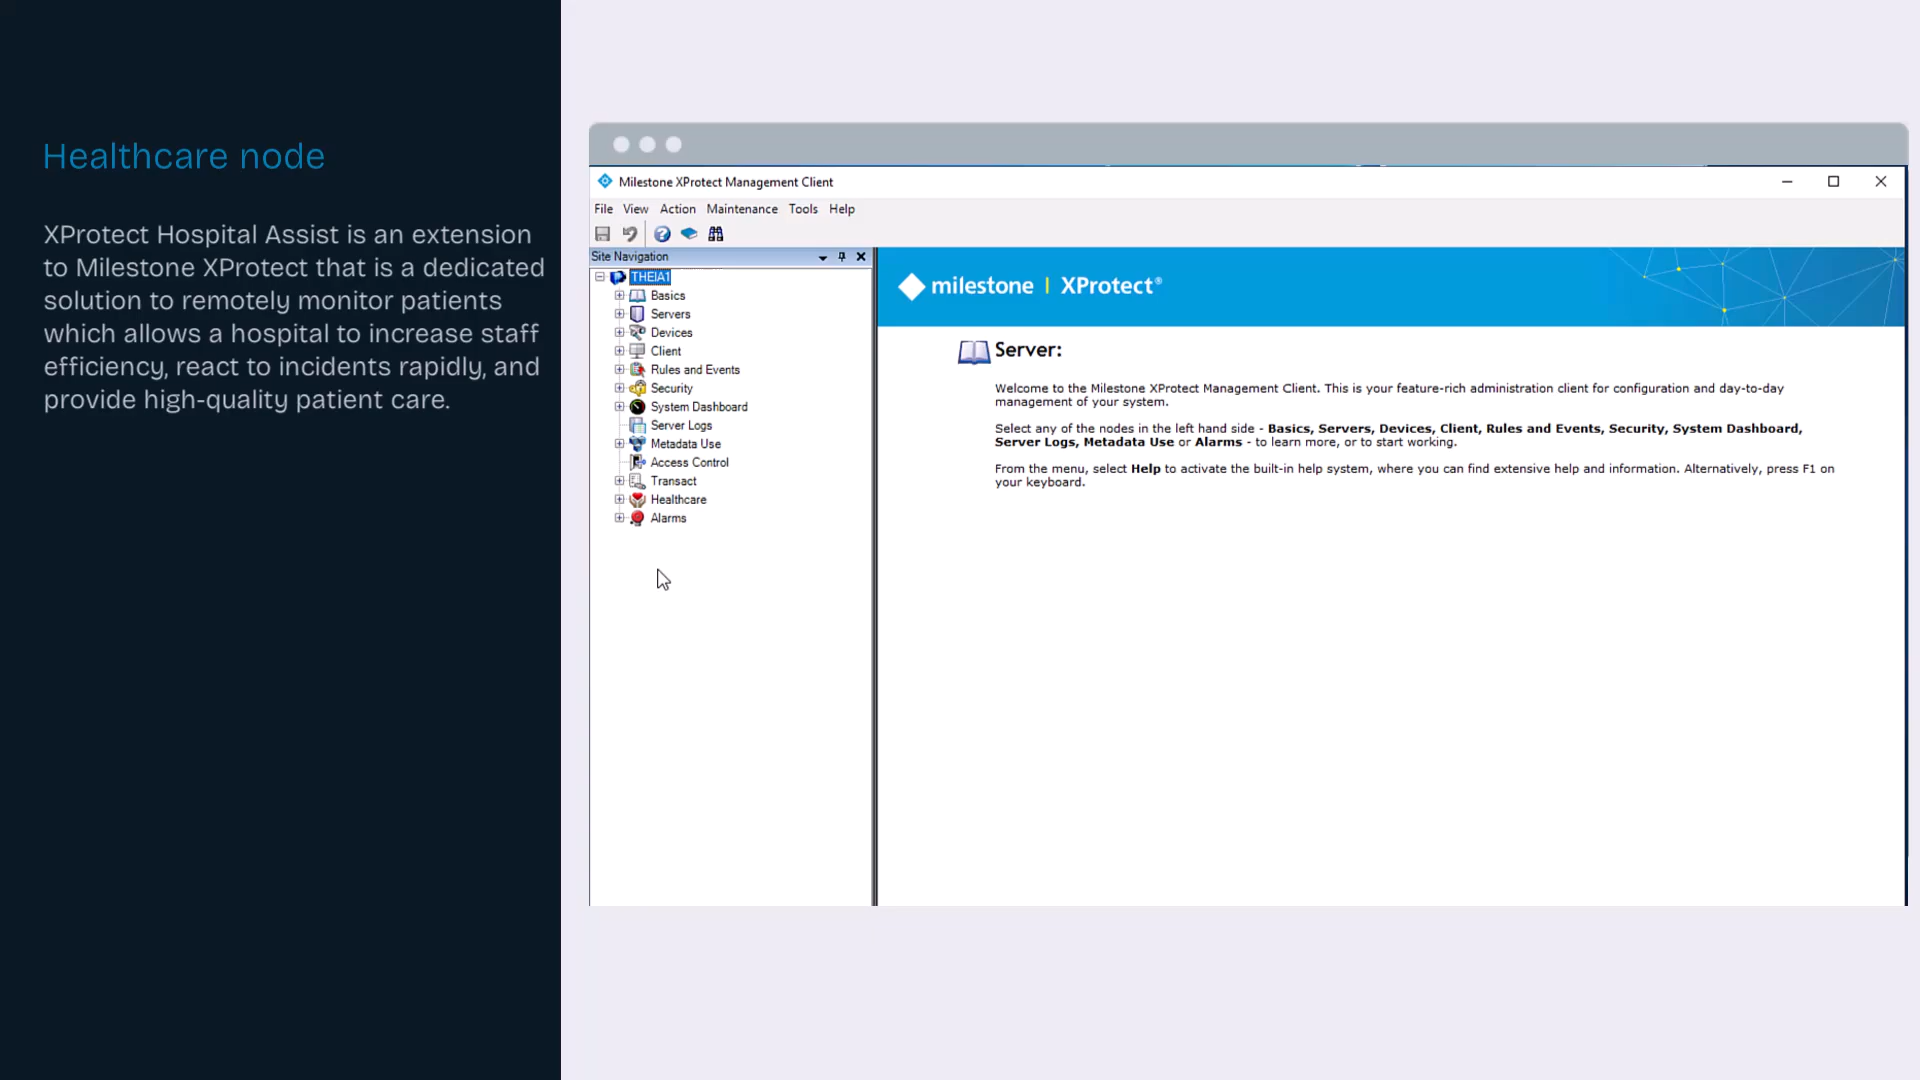 Healthcare node
XProtect Hospital Assist is an extension
to Milestone XProtect that is a dedicated
solution to remotely monitor patients
which allows a hospital to increase staff
efficiency, react to incidents rapidly, and
provide high-quality patient care.
Milestone XProtect Management Client
File View Action Maintenance Tools Help
Site Navigation
THEIA1
Basics
Servers
Devices
Client
Rules and Events
Security
System Dashboard
Server Logs
Metadata Use
Access Control
Transact
Healthcare
Alarms
milestone | XProtect®
Server:
Welcome to the Milestone XProtect Management Client. This is your feature-rich administration client for configuration and day-to-day
management of your system.
Select any of the nodes in the left hand side - Basics, Servers, Devices, Client, Rules and Events, Security, System Dashboard,
Server Logs, Metadata Use or Alarms - to learn more, or to start working.
From the menu, select Help to activate the built-in help system, where you can find extensive help and information. Alternatively, press F1 on
your keyboard.